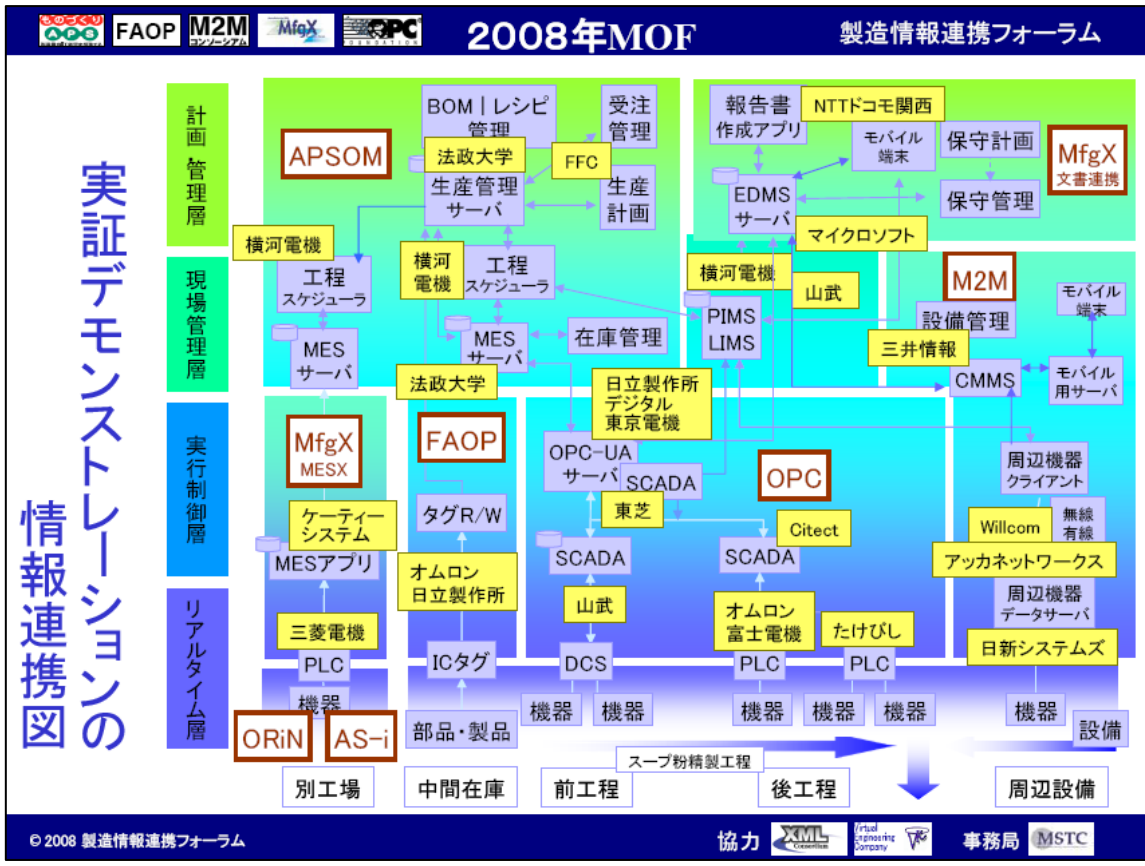 ものづくり
APS
FAOP
M2M
コンソーシアム
MfgX
OPC
FOUNDATION
2008年MOF
製造情報連携フォーラム
実証デモンストレーションの
情報連携図
計画・管理層
現場管理層
実行制御層
リアルタイム層
BOM|レシピ
管理
受注
管理
APSOM
法政大学
FFC
生産管理
サーバ
生産
計画
横河電機
工程
スケジューラ
横河
電機
工程
スケジューラ
MES
サーバ
MES
サーバ
在庫管理
法政大学
報告書
作成アプリ
NTTドコモ関西
モバイル
端末
保守計画
MfgX
文書連携
EDMS
サーバ
保守管理
マイクロソフト
横河電機
山武
M2M
モバイル
端末
PIMS
LIMS
設備管理
三井情報
CMMS
モバイル
用サーバ
日立製作所
デジタル
東京電機
MfgX
MESX
FAOP
OPC-UA
サーバ
SCADA
OPC
周辺機器
クライアント
ケーティー
システム
タグR/W
東芝
Citect
Willcom
無線
有線
MESアプリ
SCADA
SCADA
アッカネットワークス
オムロン
日立製作所
山武
周辺機器
データサーバ
三菱電機
オムロン
富士電機
たけびし
日新システムズ
PLC
ICタグ
DCS
PLC
PLC
機器
機器
機器
機器
機器
機器
機器
ORiN
AS-i
部品・製品
設備
スープ粉精製工程
別工場
中間在庫
前工程
後工程
周辺設備
© 2008 製造情報連携フォーラム
協力
XML
Consortium
Virtual
Engineering
Company
事務局
MSTC